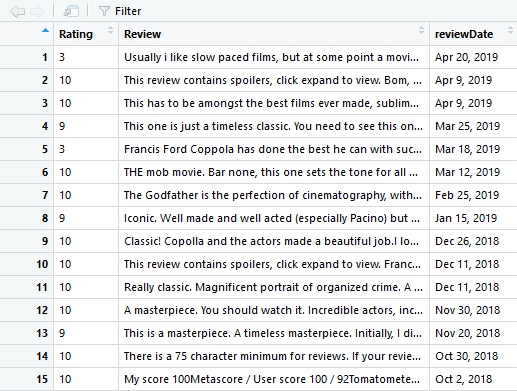 Filter
Rating Review reviewDate
1 3 Usually i like slow paced films, but at some point a movi... Apr 20, 2019
2 10 This review contains spoilers, click expand to view. Bom, ... Apr 9, 2019
3 10 This has to be amongst the best films ever made, sublim... Apr 9, 2019
4 9 This one is just a timeless classic. You need to see this on... Mar 25, 2019
5 3 Francis Ford Coppola has done the best he can with suc... Mar 18, 2019
6 10 THE mob movie. Bar none, this one sets the tone for all ... Mar 12, 2019
7 10 The Godfather is the perfection of cinematography, with... Feb 25, 2019
8 9 Iconic. Well made and well acted (especially Pacino) but ... Jan 15, 2019
9 10 Classic! Copolla and the actors made a beautiful job.I lo... Dec 26, 2018
10 10 This review contains spoilers, click expand to view. Franc... Dec 11, 2018
11 10 Really classic. Magnificent portrait of organized crime. A ... Dec 11, 2018
12 10 A masterpiece. You should watch it. Incredible actors, inc... Nov 30, 2018
13 9 This is a masterpiece. A timeless masterpiece. Initially, I di... Nov 20, 2018
14 10 There is a 75 character minimum for reviews. If your revie... Oct 30, 2018
15 10 My score 100Metascore / User score 100 / 92Tomatomete... Oct 2, 2018